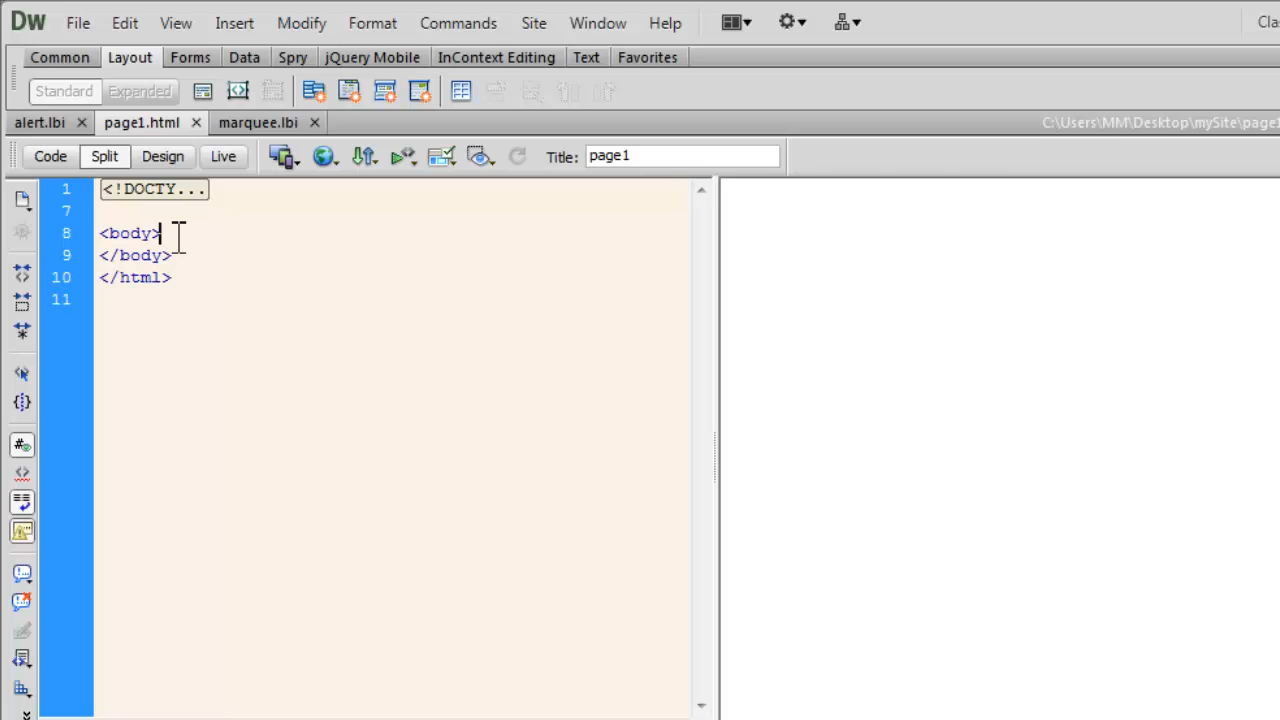 DW File Edit View Insert Modify Format Commands Site Window Help Cla
Common Layout Forms Data Spry jQuery Mobile InContext Editing Text Favorites
Standard Expanded
alert.lbi page1.html marquee.lbi C:\Users\MM\Desktop\mySite\page1
Code Split Design Live Title: page1
1 <!DOCTY...
7
8 <body>
9 </body>
10 </html>
11